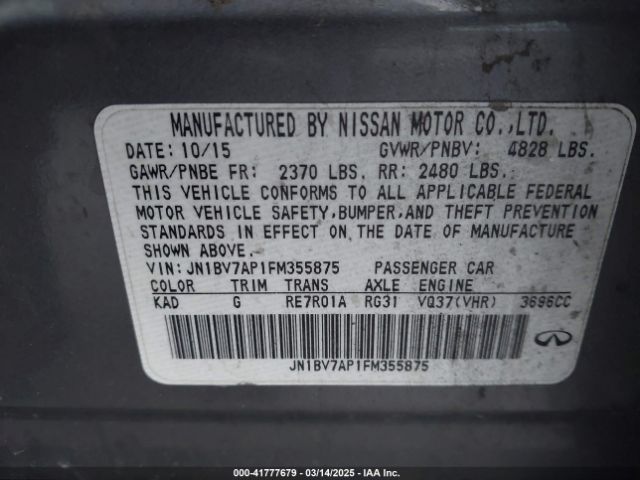 MANUFACTURED BY NISSAN MOTOR CO.,LTD.
DATE: 10/15 GVWR/PNBV: 4828 LBS.
GAWR/PNBE FR: 2370 LBS. RR: 2480 LBS.
THIS VEHICLE CONFORMS TO ALL APPLICABLE FEDERAL
MOTOR VEHICLE SAFETY,BUMPER,AND THEFT PREVENTION
STANDARDS IN EFFECT ON THE DATE OF MANUFACTURE
SHOWN ABOVE.
VIN: JN1BV7AP1FM355875 PASSENGER CAR
COLOR TRIM TRANS AXLE ENGINE
KAD G RE7R01A RG31 VQ37(VHR) 3696CC
JN1BV7AP1FM355875
000-41777679 - 03/14/2025 - IAAI.com